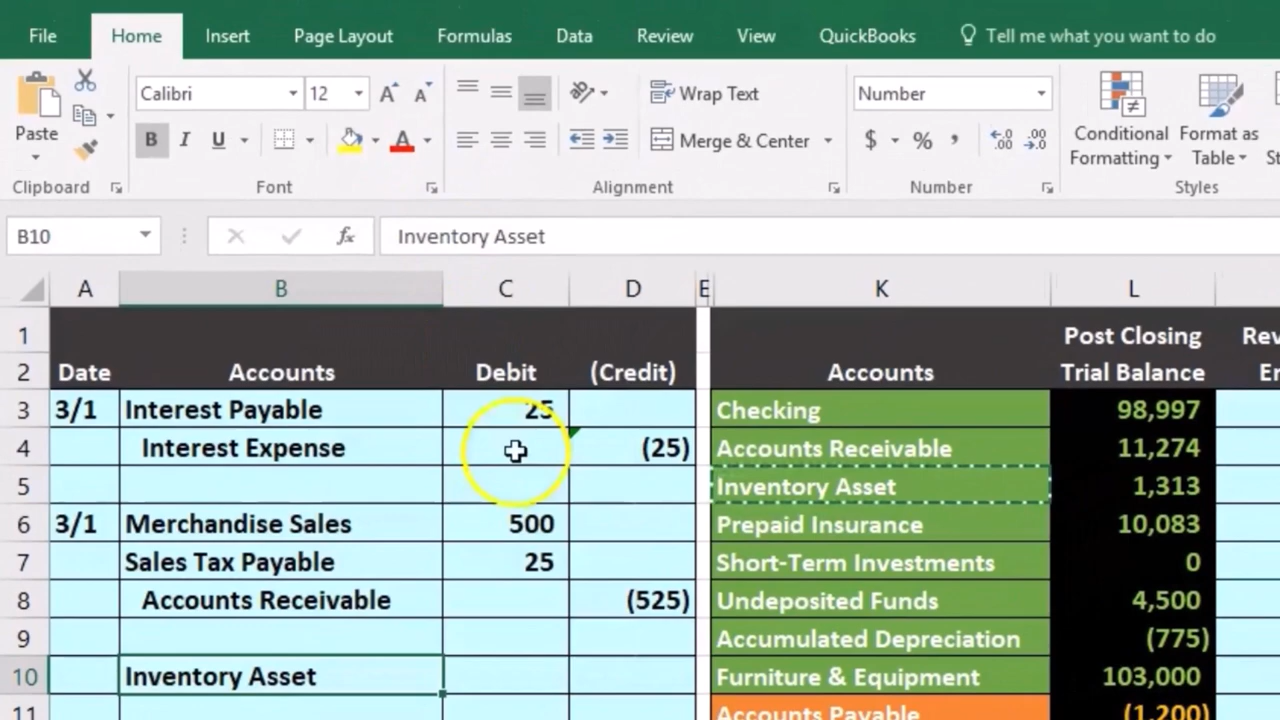 File Home Insert Page Layout Formulas Data Review View QuickBooks Tell me what you want to do
Calibri 12 A A Wrap Text Number
Paste B I U A Merge & Center $ % , Conditional Formatting Format as Table
Clipboard Font Alignment Number Styles
B10 fx Inventory Asset
A B C D E K L
1 Post Closing
2 Date Accounts Debit (Credit) Accounts Trial Balance
3 3/1 Interest Payable 25 Checking 98,997
4 Interest Expense (25) Accounts Receivable 11,274
5 Inventory Asset 1,313
6 3/1 Merchandise Sales 500 Prepaid Insurance 10,083
7 Sales Tax Payable 25 Short-Term Investments 0
8 Accounts Receivable (525) Undeposited Funds 4,500
9 Accumulated Depreciation (775)
10 Inventory Asset Furniture & Equipment 103,000
11 Accounts Payable (1,200)